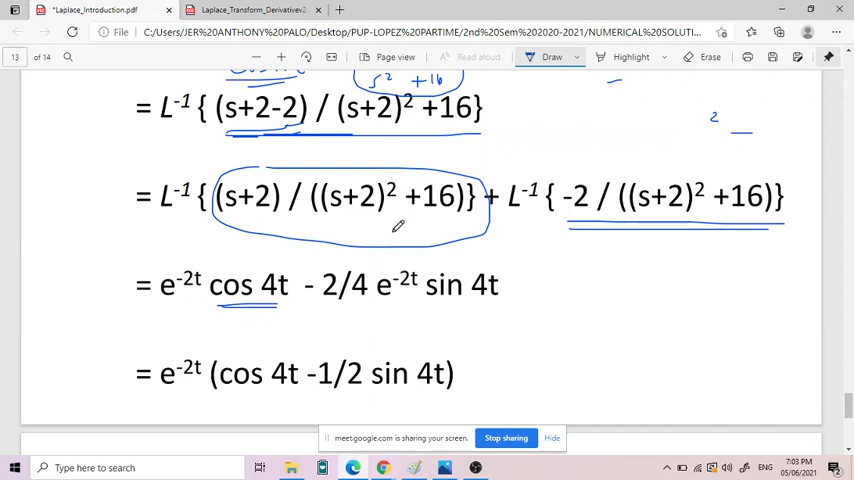 *Laplace_Introduction.pdf
Laplace_Transform_Derivativev2.
C:/Users/JER%20ANTHONY%20PALO/Desktop/PUP-LOPEZ%20PARTIME/2nd%20Sem%202020-2021/NUMERICAL%20SOLUTI...
13 of 14
Page view
Read aloud
Draw
Highlight
Erase
s² +16
= L⁻¹ { (s+2-2) / (s+2)² +16}
2
= L⁻¹ { (s+2) / ((s+2)² +16)} + L⁻¹ { -2 / ((s+2)² +16)}
= e⁻²ᵗ cos 4t - 2/4 e⁻²ᵗ sin 4t
= e⁻²ᵗ (cos 4t -1/2 sin 4t)
meet.google.com is sharing your screen.
Stop sharing
Hide
Type here to search
ENG
7:03 PM
05/06/2021
2